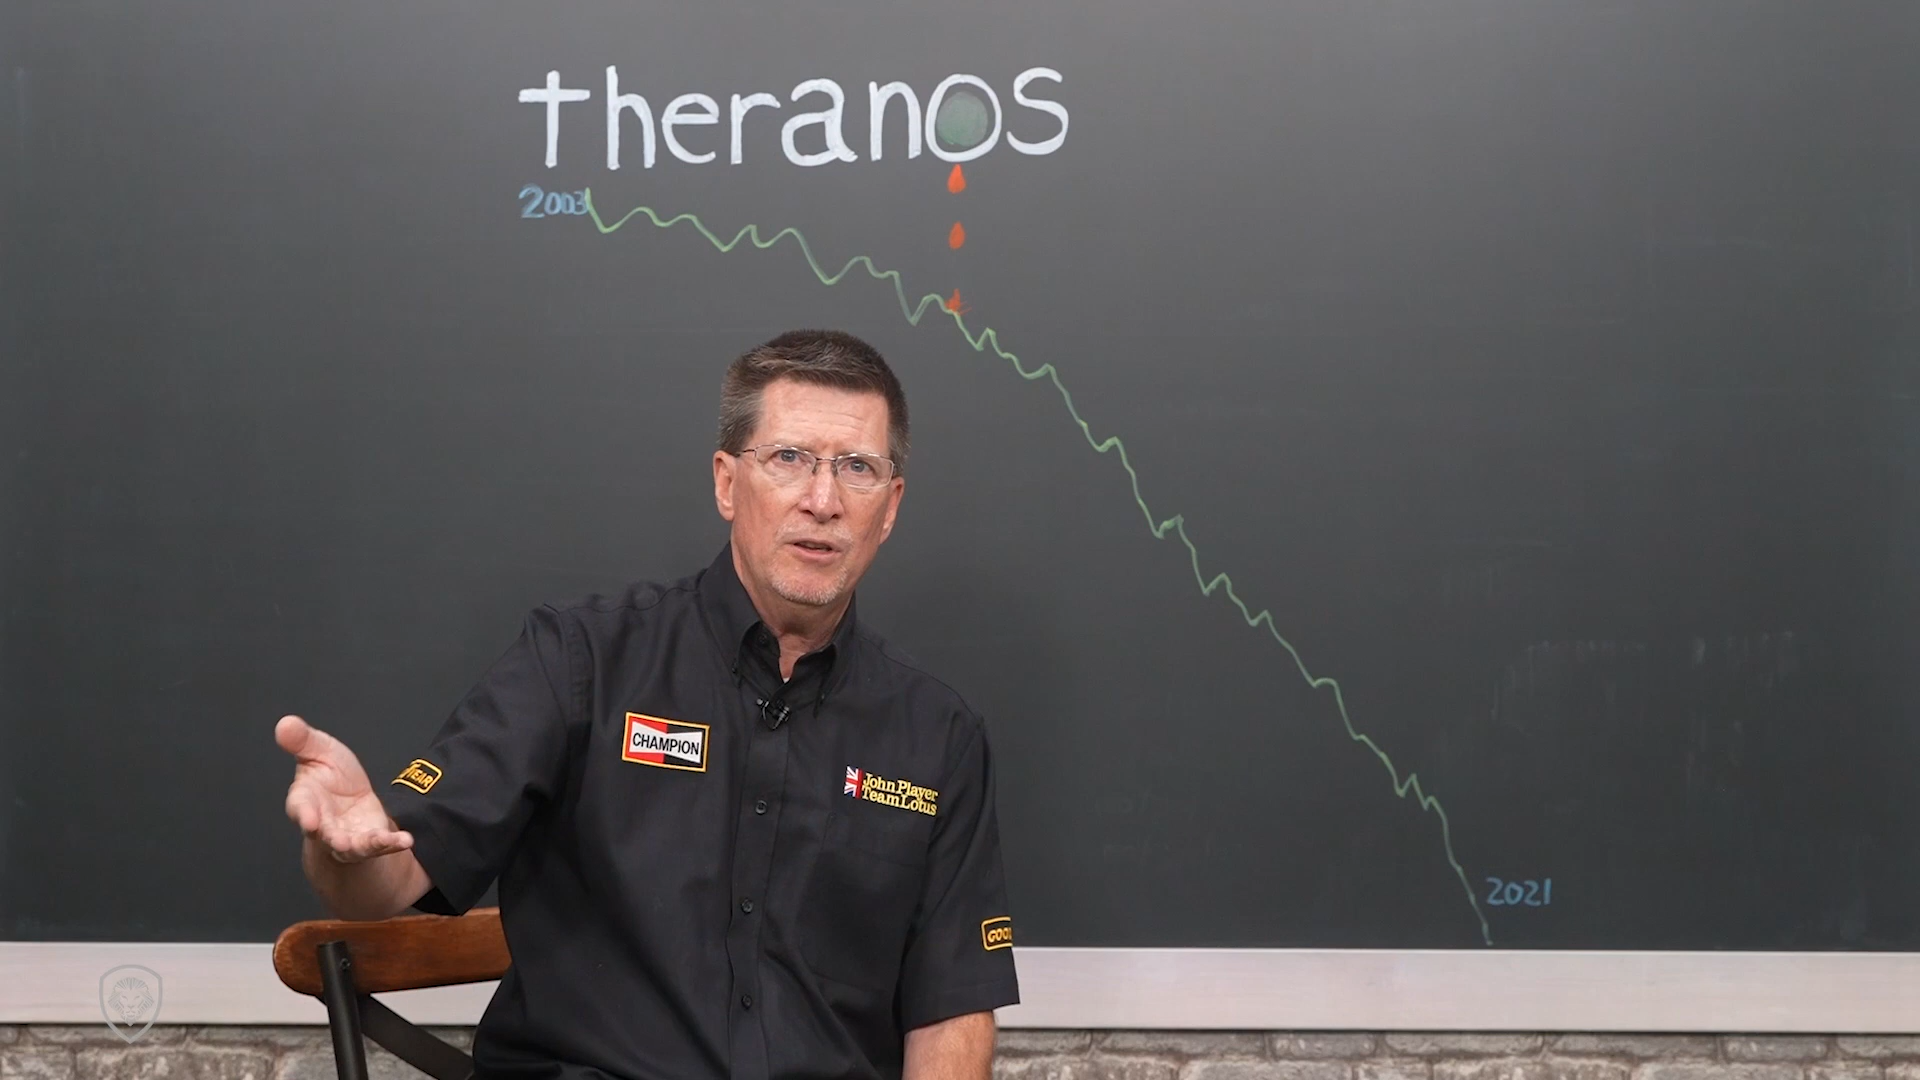 theranos
2003
CHAMPION
John Player
Team Lotus
2021